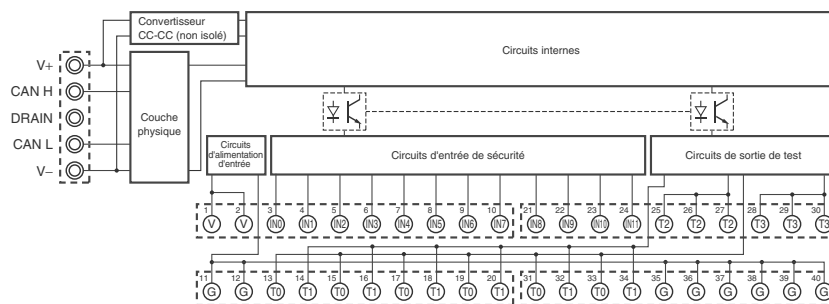 Convertisseur
CC-CC (non isolé)
Circuits internes
V+
CAN H
DRAIN
CAN L
V–
Couche
physique
Circuits
d'alimentation
d'entrée
Circuits d'entrée de sécurité
Circuits de sortie de test
1 2 3 4 5 6 7 8 9 10 21 22 23 24 25 26 27 28 29 30
V V IN0 IN1 IN2 IN3 IN4 IN5 IN6 IN7 IN8 IN9 IN10 IN11 T2 T2 T2 T3 T3 T3
11 12 13 14 15 16 17 18 19 20 31 32 33 34 35 36 37 38 39 40
G G T0 T1 T0 T1 T0 T1 T0 T1 T0 T1 T0 T1 G G G G G G